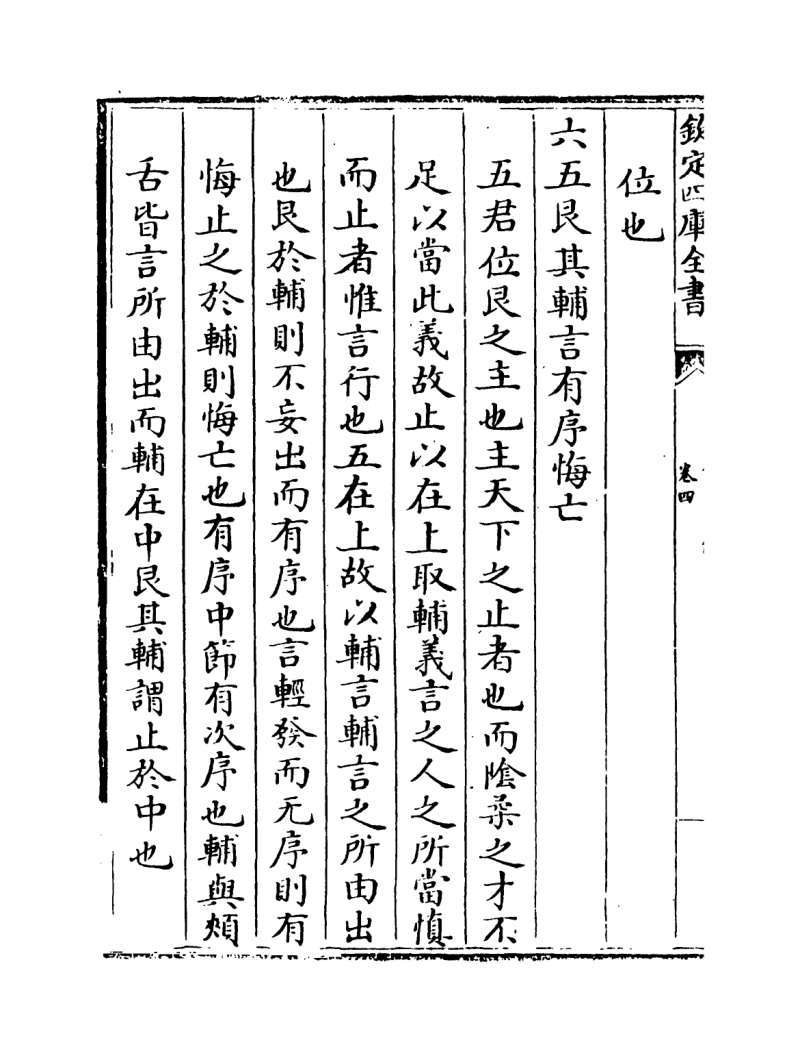 欽定四庫全書
卷四
位也
六五艮其輔言有序悔亡
五君位艮之主也主天下之止者也而隂柔之才不
足以當此義故止以在上取輔義言之人之所當慎
而止者惟言行也五在上故以輔言輔言之所由出
也艮於輔則不妄出而有序也言輕發而无序則有
悔止之於輔則悔亡也有序中節有次序也輔與頰
舌皆言所由出而輔在中艮其輔謂止於中也